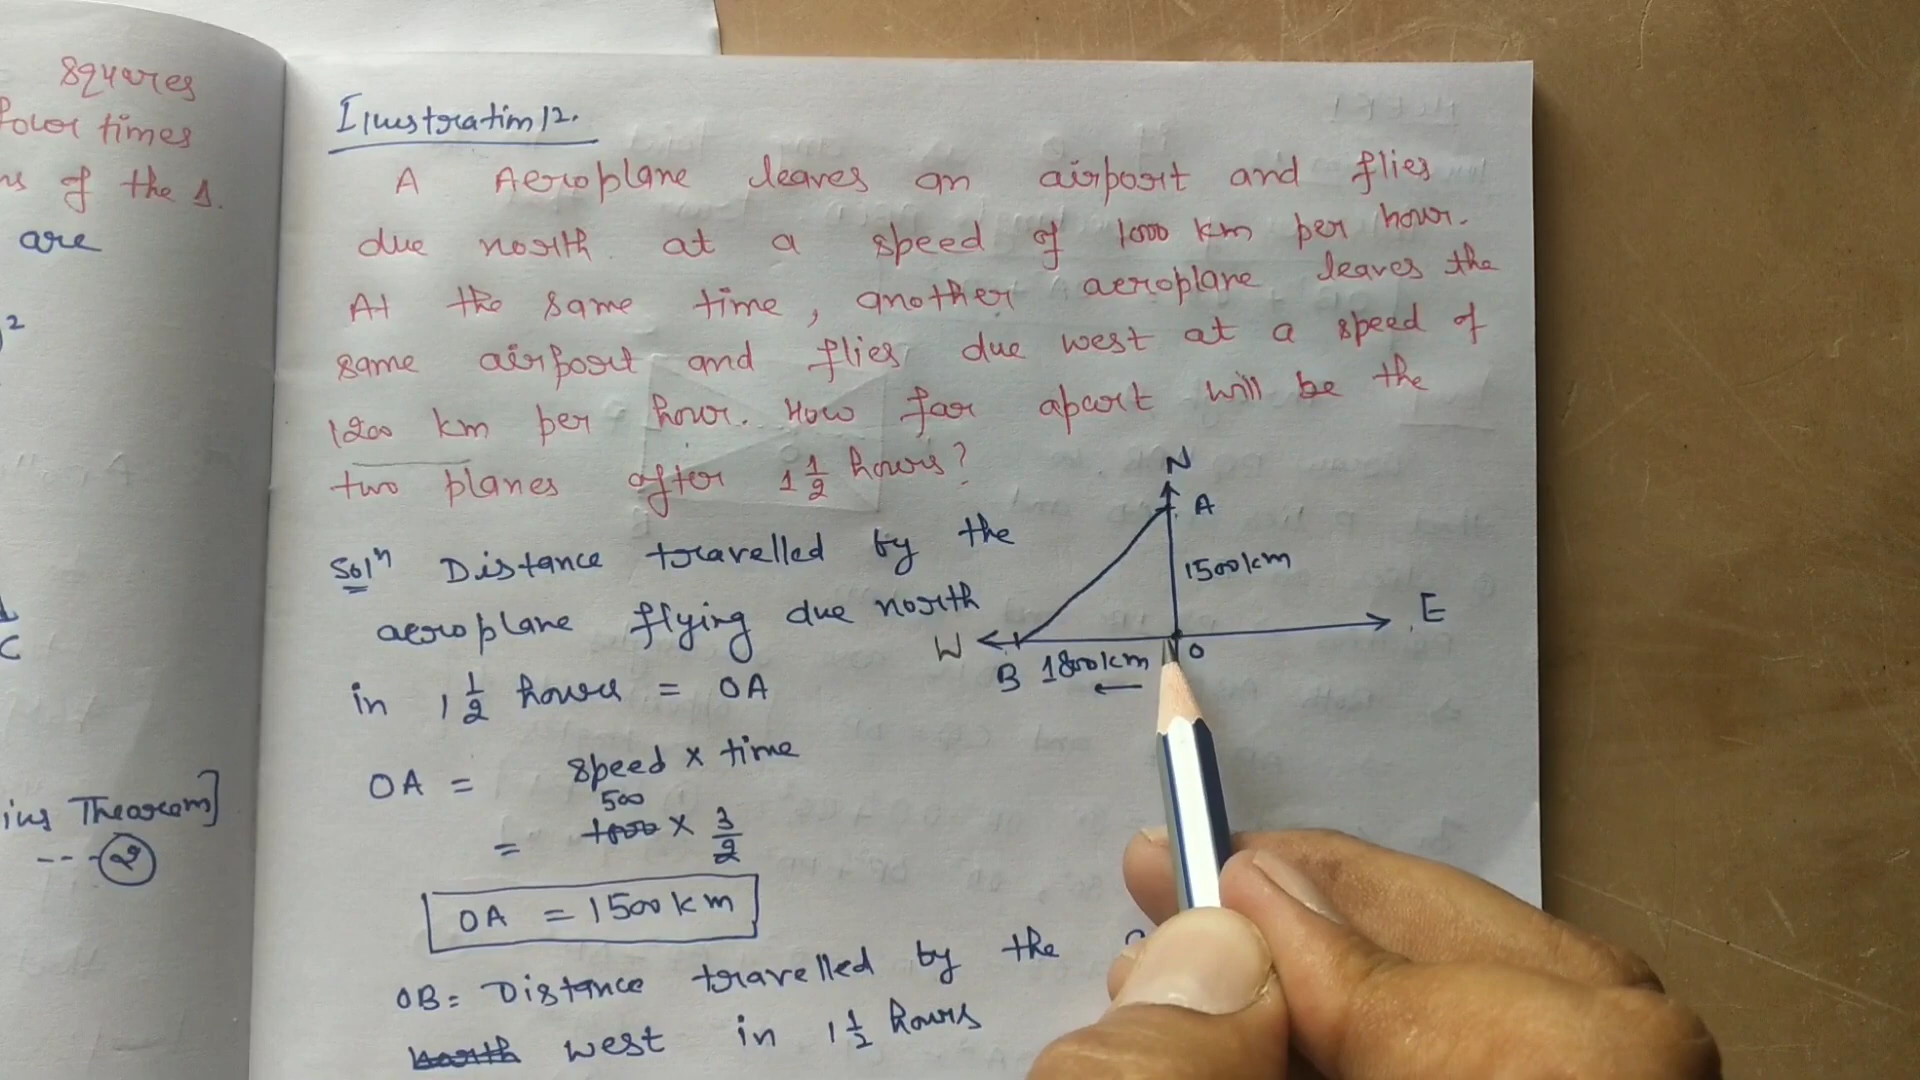 squares
four times
of the Δ.
are
2
C
Theorem]
--- ②
Illustration 12.
A Aeroplane leaves an airport and flies
due north at a speed of 1000 km per hour.
At the same time, another aeroplane leaves the
same airport and flies due west at a speed of
1200 km per hour. How far apart will be the
two planes after 1 1/2 hours?
Solⁿ Distance travelled by the
aeroplane flying due north
in 1 1/2 hours = OA
OA = speed × time
500
= 1000 × 3/2
OA = 1500 km
OB = Distance travelled by the
north west in 1 1/2 hours
N
A
1500 km
E
W
B 1800 km O